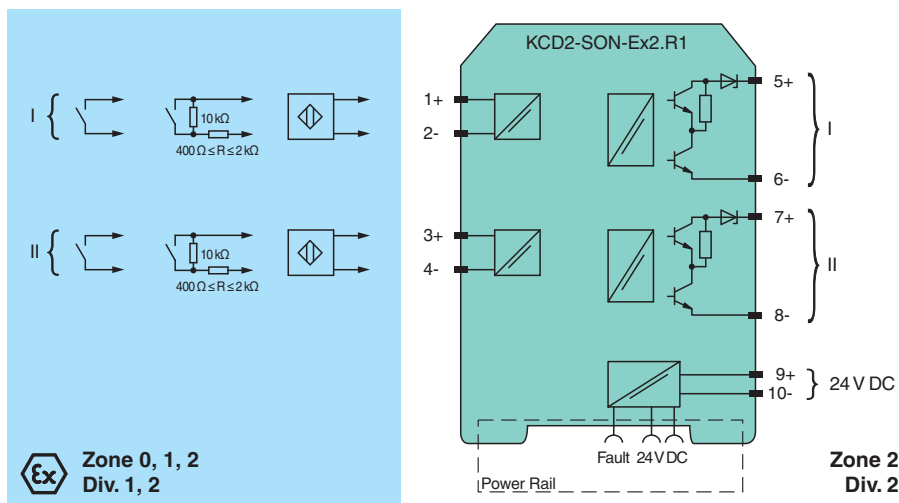 KCD2-SON-Ex2.R1
I
10 kΩ
400 Ω ≤ R ≤ 2 kΩ
1+
2-
5+
I
6-
II
10 kΩ
400 Ω ≤ R ≤ 2 kΩ
3+
4-
7+
II
8-
9+
10-
24 V DC
Fault 24 V DC
Power Rail
Ex
Zone 0, 1, 2
Div. 1, 2
Zone 2
Div. 2